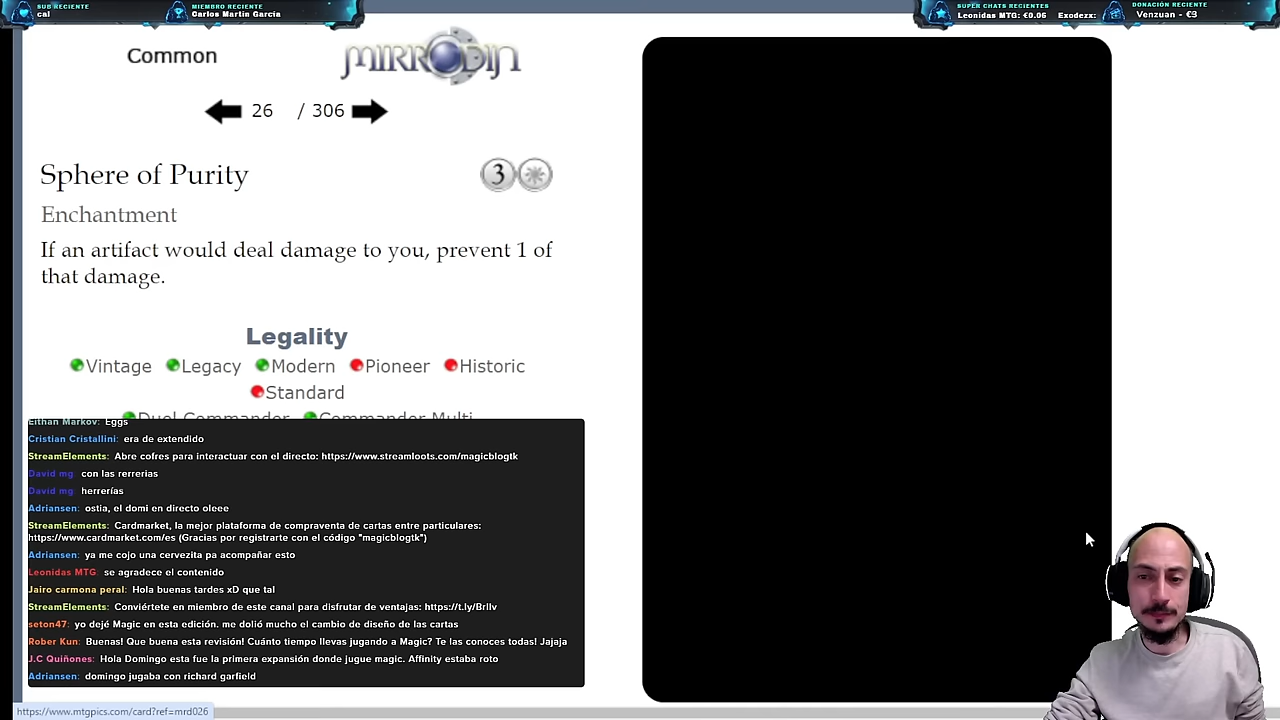 SUB RECIENTE
cal
MIEMBRO RECIENTE
Carlos Martin Garcia
SUPER CHATS RECIENTES
Leonidas MTG: €0.06 Exodezx:
DONACIÓN RECIENTE
Venzuan - €3
Common
MIRRODIN
26 / 306
Sphere of Purity
3
Enchantment
If an artifact would deal damage to you, prevent 1 of
that damage.
Legality
Vintage Legacy Modern Pioneer Historic
Standard
Duel Commander Commander Multi
Eithan Markov: Eggs
Cristian Cristallini: era de extendido
StreamElements: Abre cofres para interactuar con el directo: https://www.streamloots.com/magicblogtk
David mg: con las rerrerias
David mg: herrerías
Adriansen: ostia, el domi en directo oleee
StreamElements: Cardmarket, la mejor plataforma de compraventa de cartas entre particulares:
https://www.cardmarket.com/es (Gracias por registrarte con el código "magicblogtk")
Adriansen: ya me cojo una cervezita pa acompañar esto
Leonidas MTG: se agradece el contenido
Jairo carmona peral: Hola buenas tardes xD que tal
StreamElements: Conviértete en miembro de este canal para disfrutar de ventajas: https://t.ly/BrIlv
seton47: yo dejé Magic en esta edición. me dolió mucho el cambio de diseño de las cartas
Rober Kun: Buenas! Que buena esta revisión! Cuánto tiempo llevas jugando a Magic? Te las conoces todas! Jajaja
J.C Quiñones: Hola Domingo esta fue la primera expansión donde jugue magic. Affinity estaba roto
Adriansen: domingo jugaba con richard garfield
https://www.mtgpics.com/card?ref=mrd026